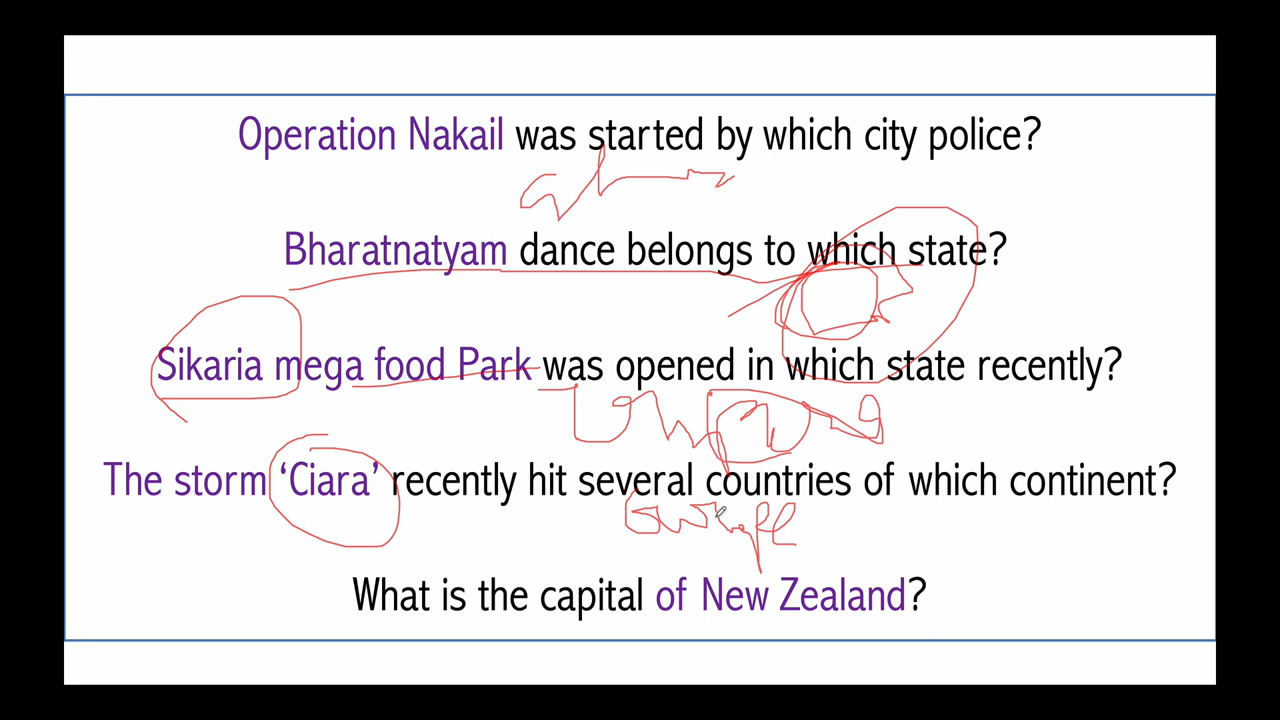 Operation Nakail was started by which city police?
Bharatnatyam dance belongs to which state?
Sikaria mega food Park was opened in which state recently?
The storm ‘Ciara’ recently hit several countries of which continent?
Europe
What is the capital of New Zealand?